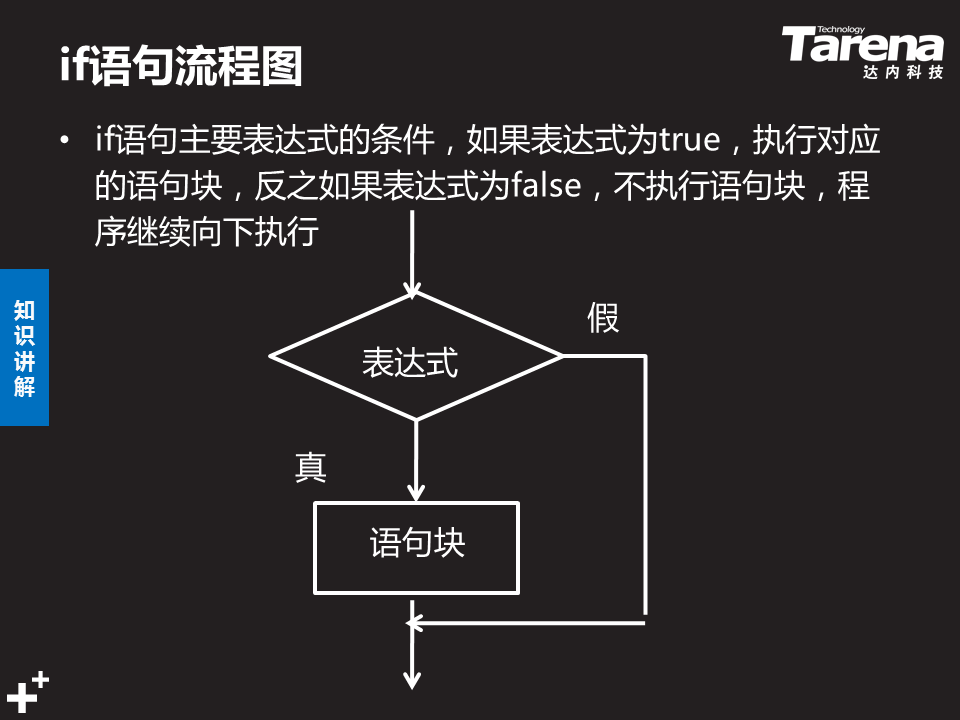 if语句流程图
Technology
Tarena
达内科技
• if语句主要表达式的条件，如果表达式为true，执行对应
的语句块，反之如果表达式为false，不执行语句块，程
序继续向下执行
知
识
讲
解
假
表达式
真
语句块